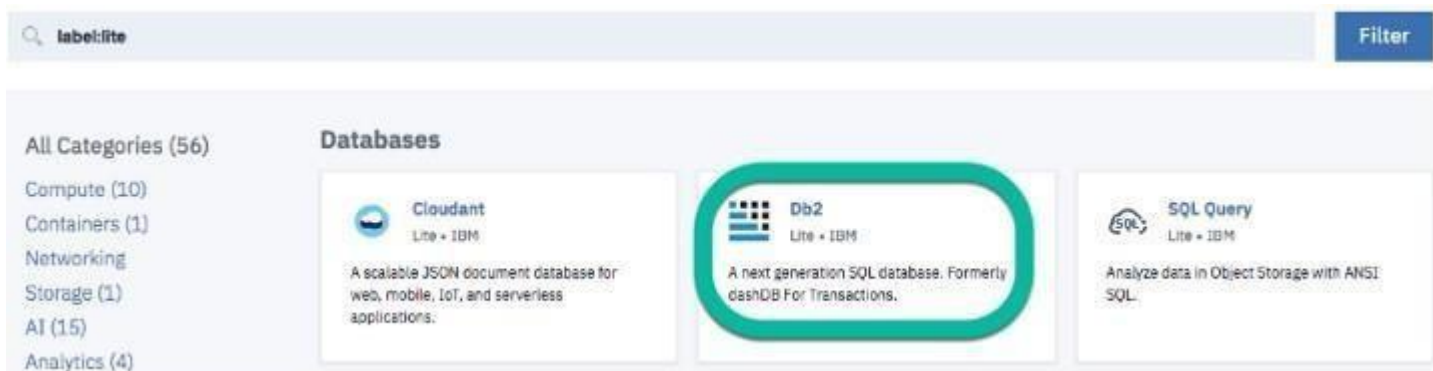 label:lite
Filter
All Categories (56)
Compute (10)
Containers (1)
Networking
Storage (1)
AI (15)
Analytics (4)
Databases
Cloudant
Lite • IBM
A scalable JSON document database for
web, mobile, IoT, and serverless
applications.
Db2
Lite • IBM
A next generation SQL database. Formerly
dashDB For Transactions.
SQL
SQL Query
Lite • IBM
Analyze data in Object Storage with ANSI
SQL.